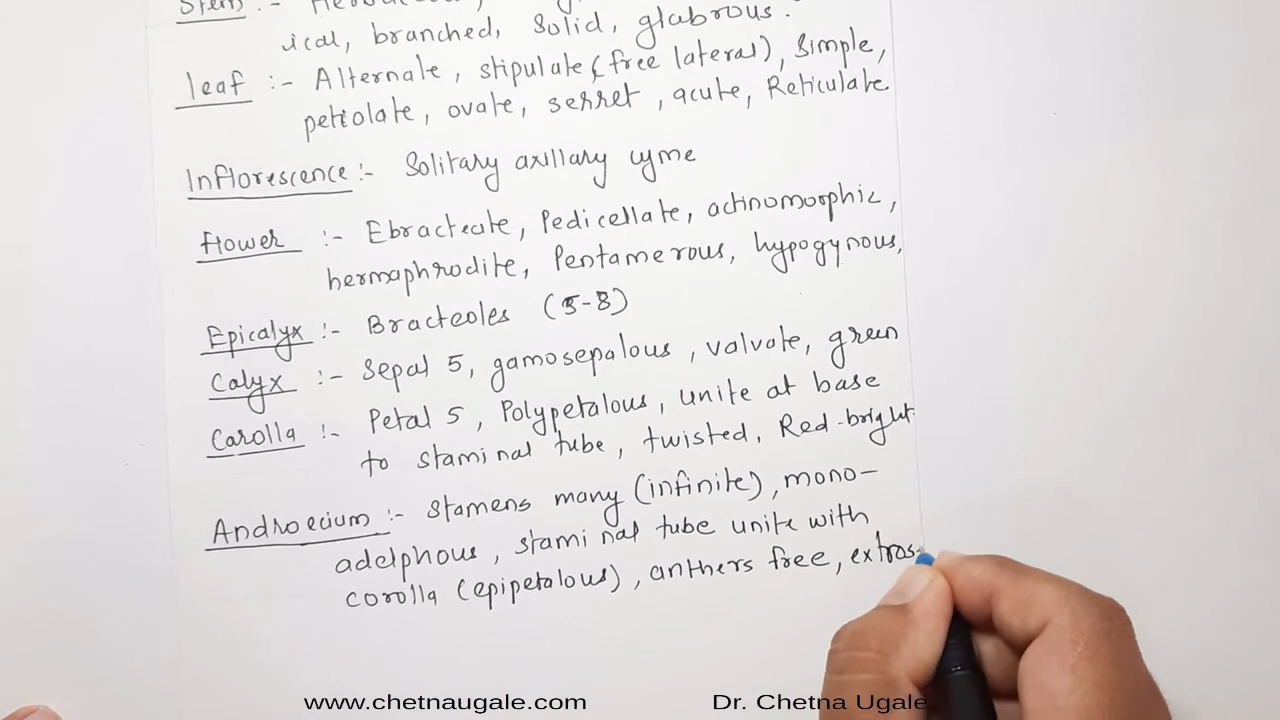 Stem :-
ical, branched, Solid, glabrous.
leaf :- Alternate, stipulate (free lateral), Simple,
petiolate, ovate, serret, acute, Reticulate
Inflorescence :- Solitary axillary cyme
flower :- Ebracteate, Pedicellate, actinomorphic,
hermaphrodite, Pentamerous, hypogynous,
Epicalyx :- Bracteoles (5-8)
Calyx :- Sepal 5, gamosepalous, valvate, green
Carolla :- Petal 5, Polypetalous, unite at base
to staminal tube, twisted, Red-bright
Androecium :- Stamens many (infinite), mono-
adelphous, staminal tube unite with
corolla (epipetalous), anthers free, extros-
www.chetnaugale.com Dr. Chetna Ugale